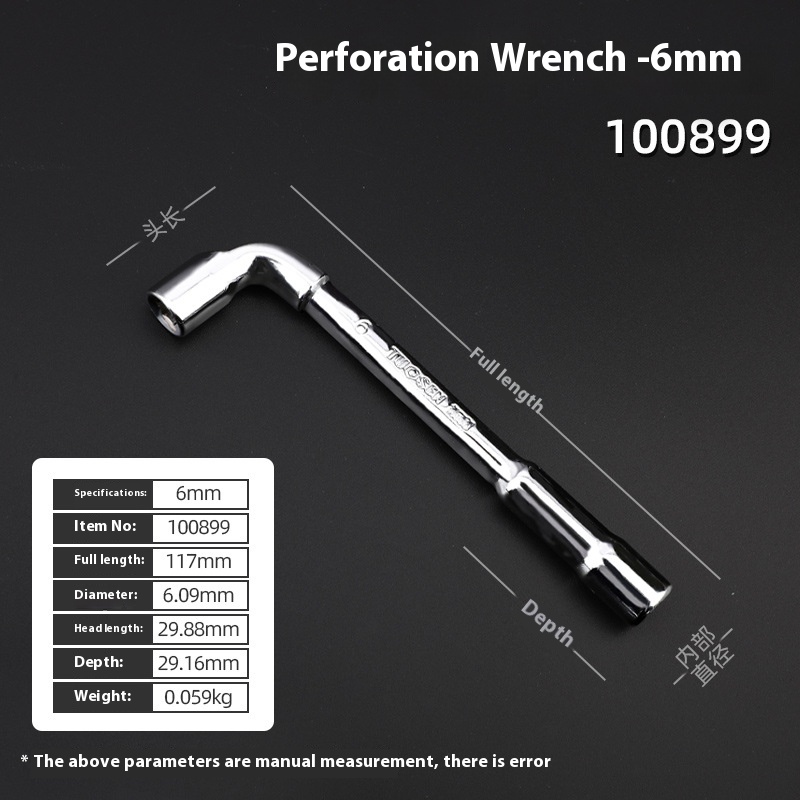 Perforation Wrench -6mm
100899
头长
Full length
6
TUOSEN
Depth
内部
直径
Specifications: 6mm
Item No: 100899
Full length: 117mm
Diameter: 6.09mm
Head length: 29.88mm
Depth: 29.16mm
Weight: 0.059kg
* The above parameters are manual measurement, there is error